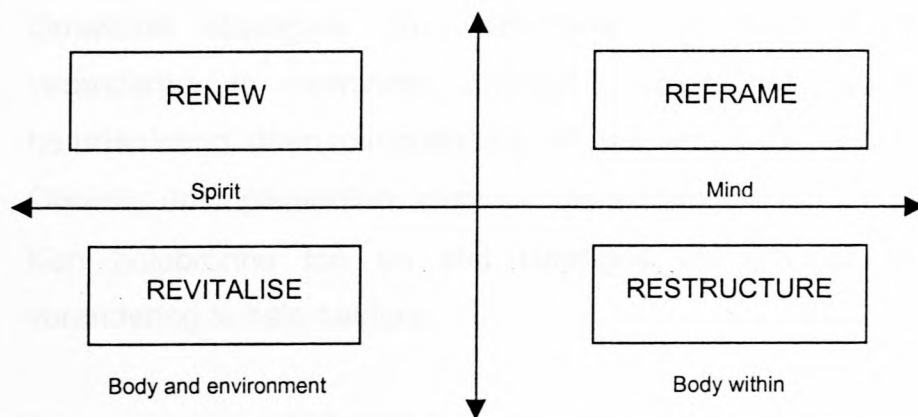 RENEW REFRAME
Spirit Mind
REVITALISE RESTRUCTURE
Body and environment Body within